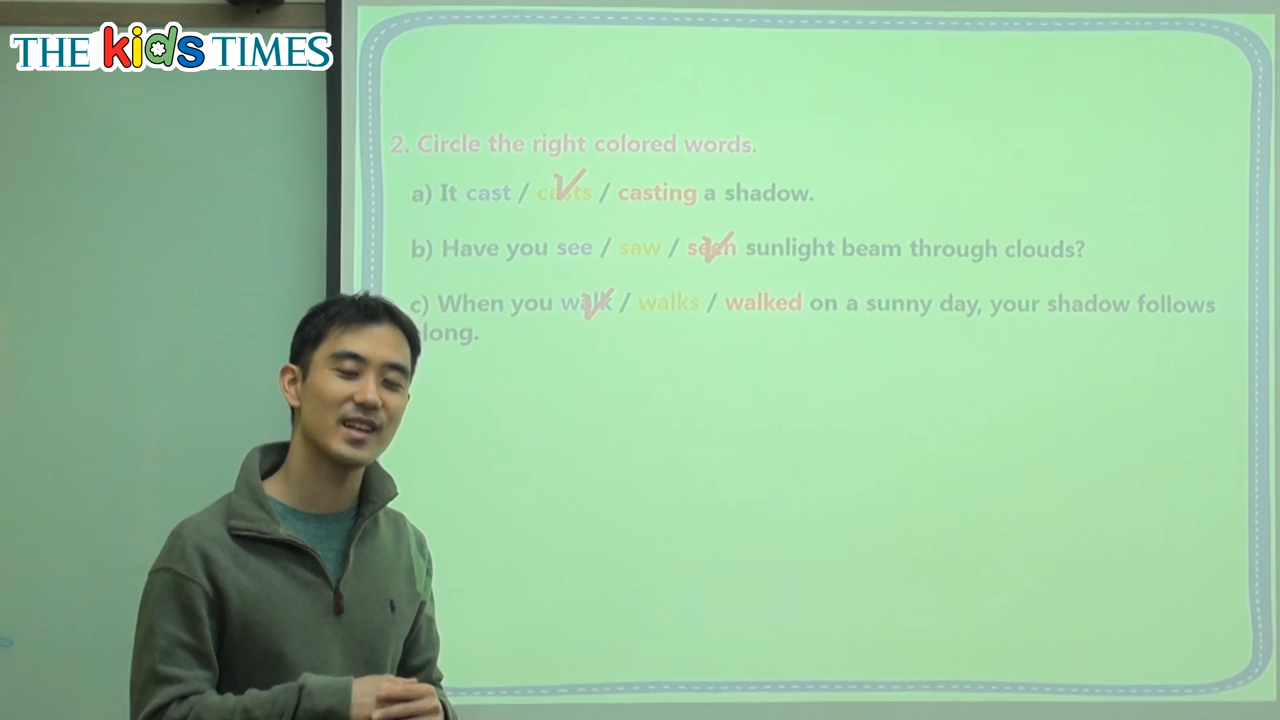 THE kids TIMES
2. Circle the right colored words.
a) It cast / casts / casting a shadow.
b) Have you see / saw / seen sunlight beam through clouds?
c) When you walk / walks / walked on a sunny day, your shadow follows
long.